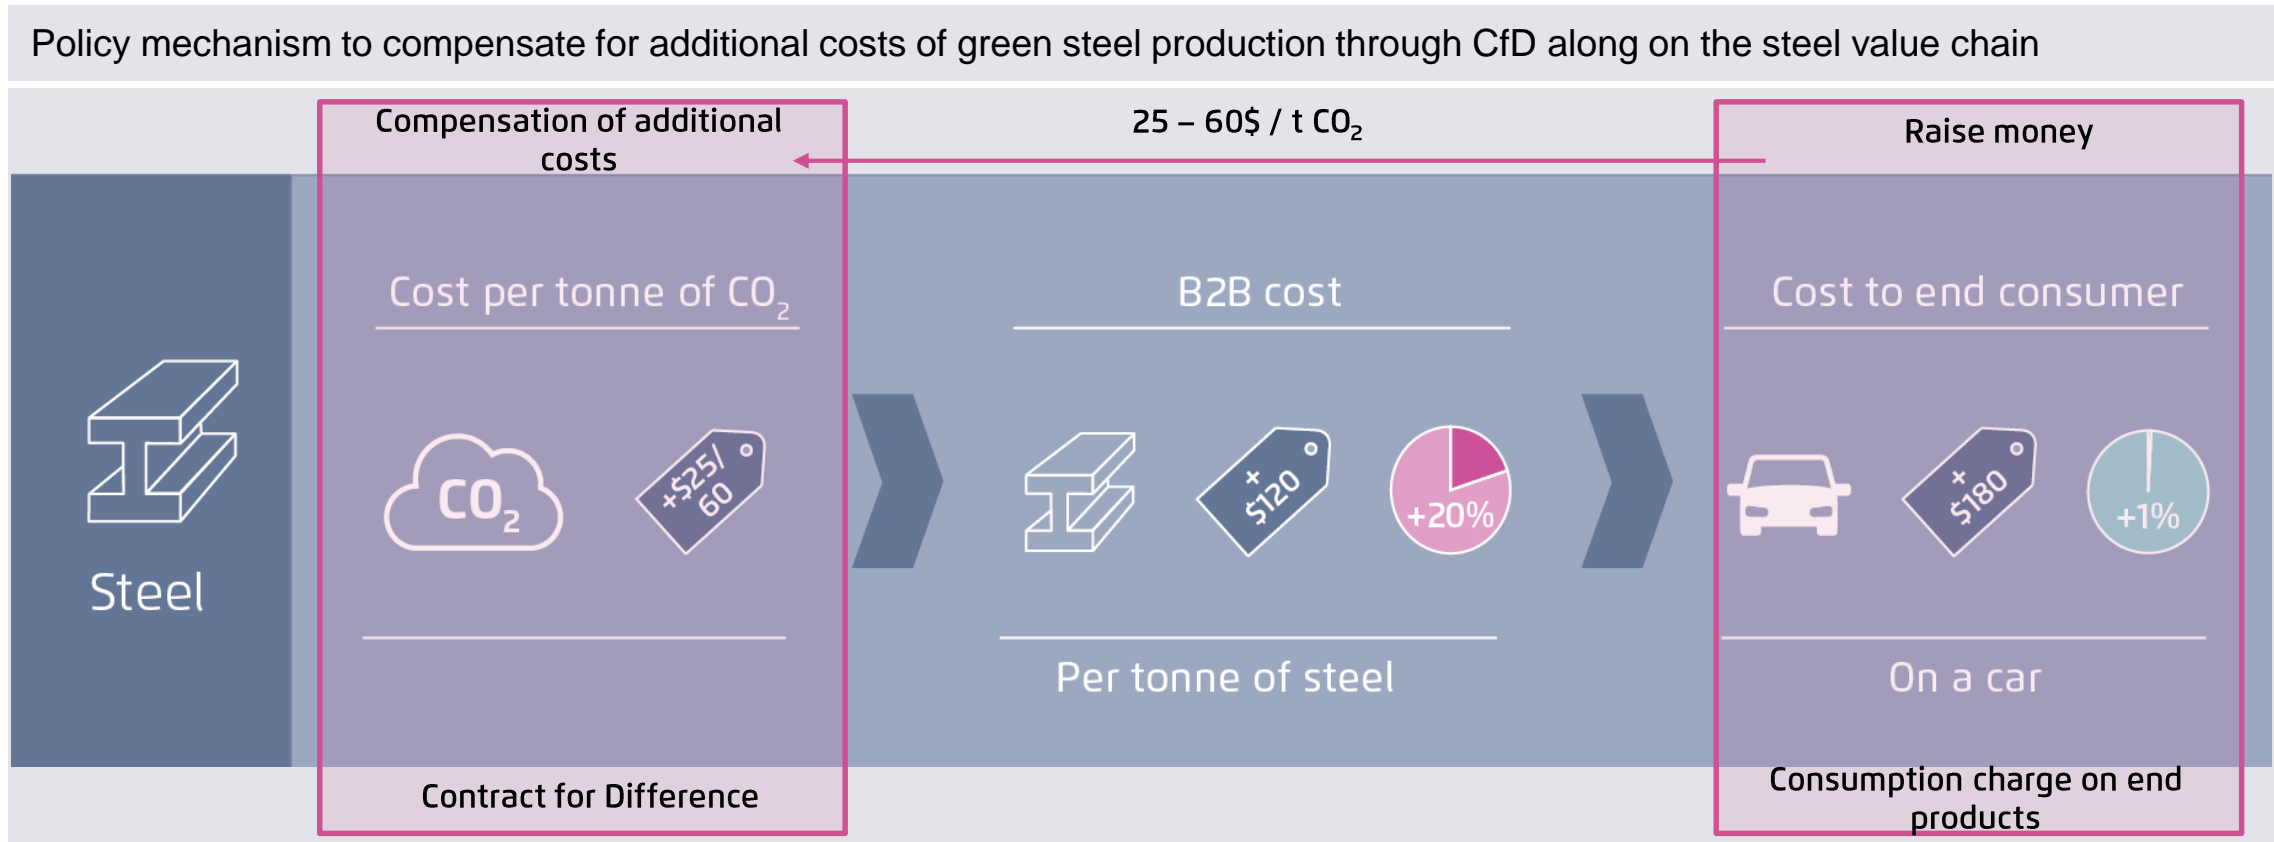 Policy mechanism to compensate for additional costs of green steel production through CfD along on the steel value chain
Compensation of additional
costs
25 – 60$ / t CO₂
Raise money
Cost per tonne of CO₂
B2B cost
Cost to end consumer
CO₂
+$25/
60
+
$120
+20%
+
$180
+1%
Steel
Per tonne of steel
On a car
Contract for Difference
Consumption charge on end
products